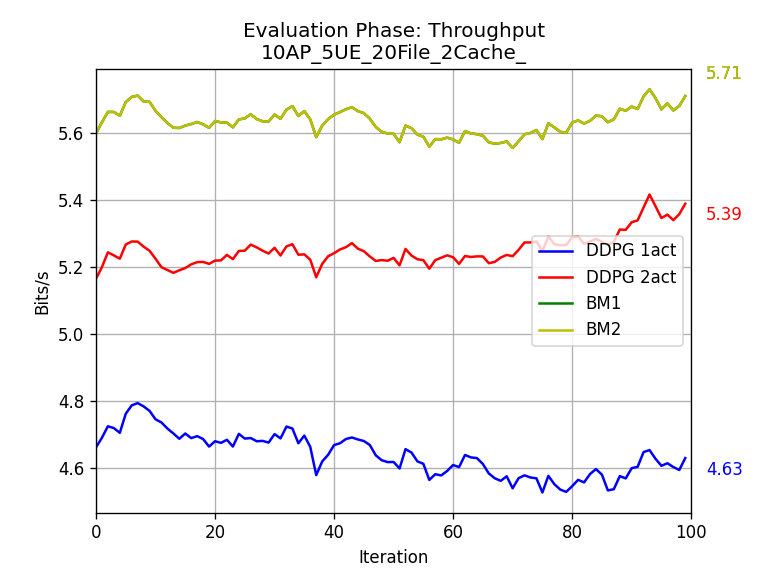 Evaluation Phase: Throughput
10AP_5UE_20File_2Cache_
5.71
5.6
5.4
5.39
5.2
5.0
4.8
4.6
4.63
Bits/s
DDPG 1act
DDPG 2act
BM1
BM2
0
20
40
60
80
100
Iteration